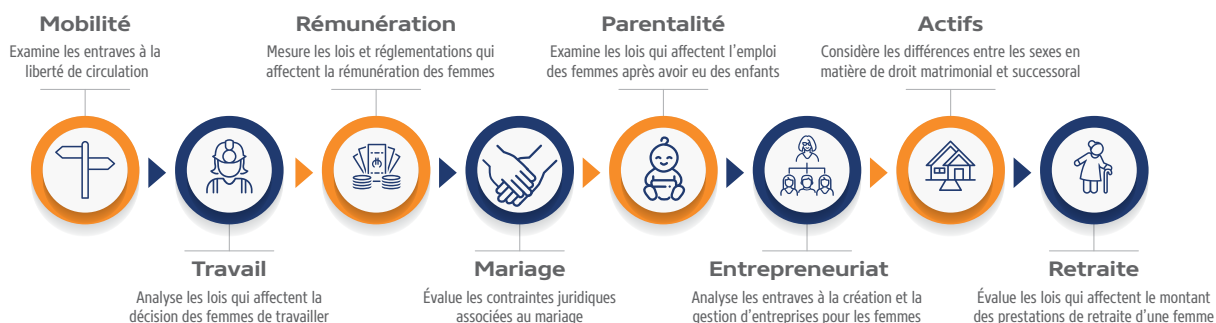 Mobilité
Examine les entraves à la
liberté de circulation
Travail
Analyse les lois qui affectent la
décision des femmes de travailler
Rémunération
Mesure les lois et réglementations qui
affectent la rémunération des femmes
Mariage
Évalue les contraintes juridiques
associées au mariage
Parentalité
Examine les lois qui affectent l’emploi
des femmes après avoir eu des enfants
Entrepreneuriat
Analyse les entraves à la création et la
gestion d’entreprises pour les femmes
Actifs
Considère les différences entre les sexes en
matière de droit matrimonial et successoral
Retraite
Évalue les lois qui affectent le montant
des prestations de retraite d’une femme